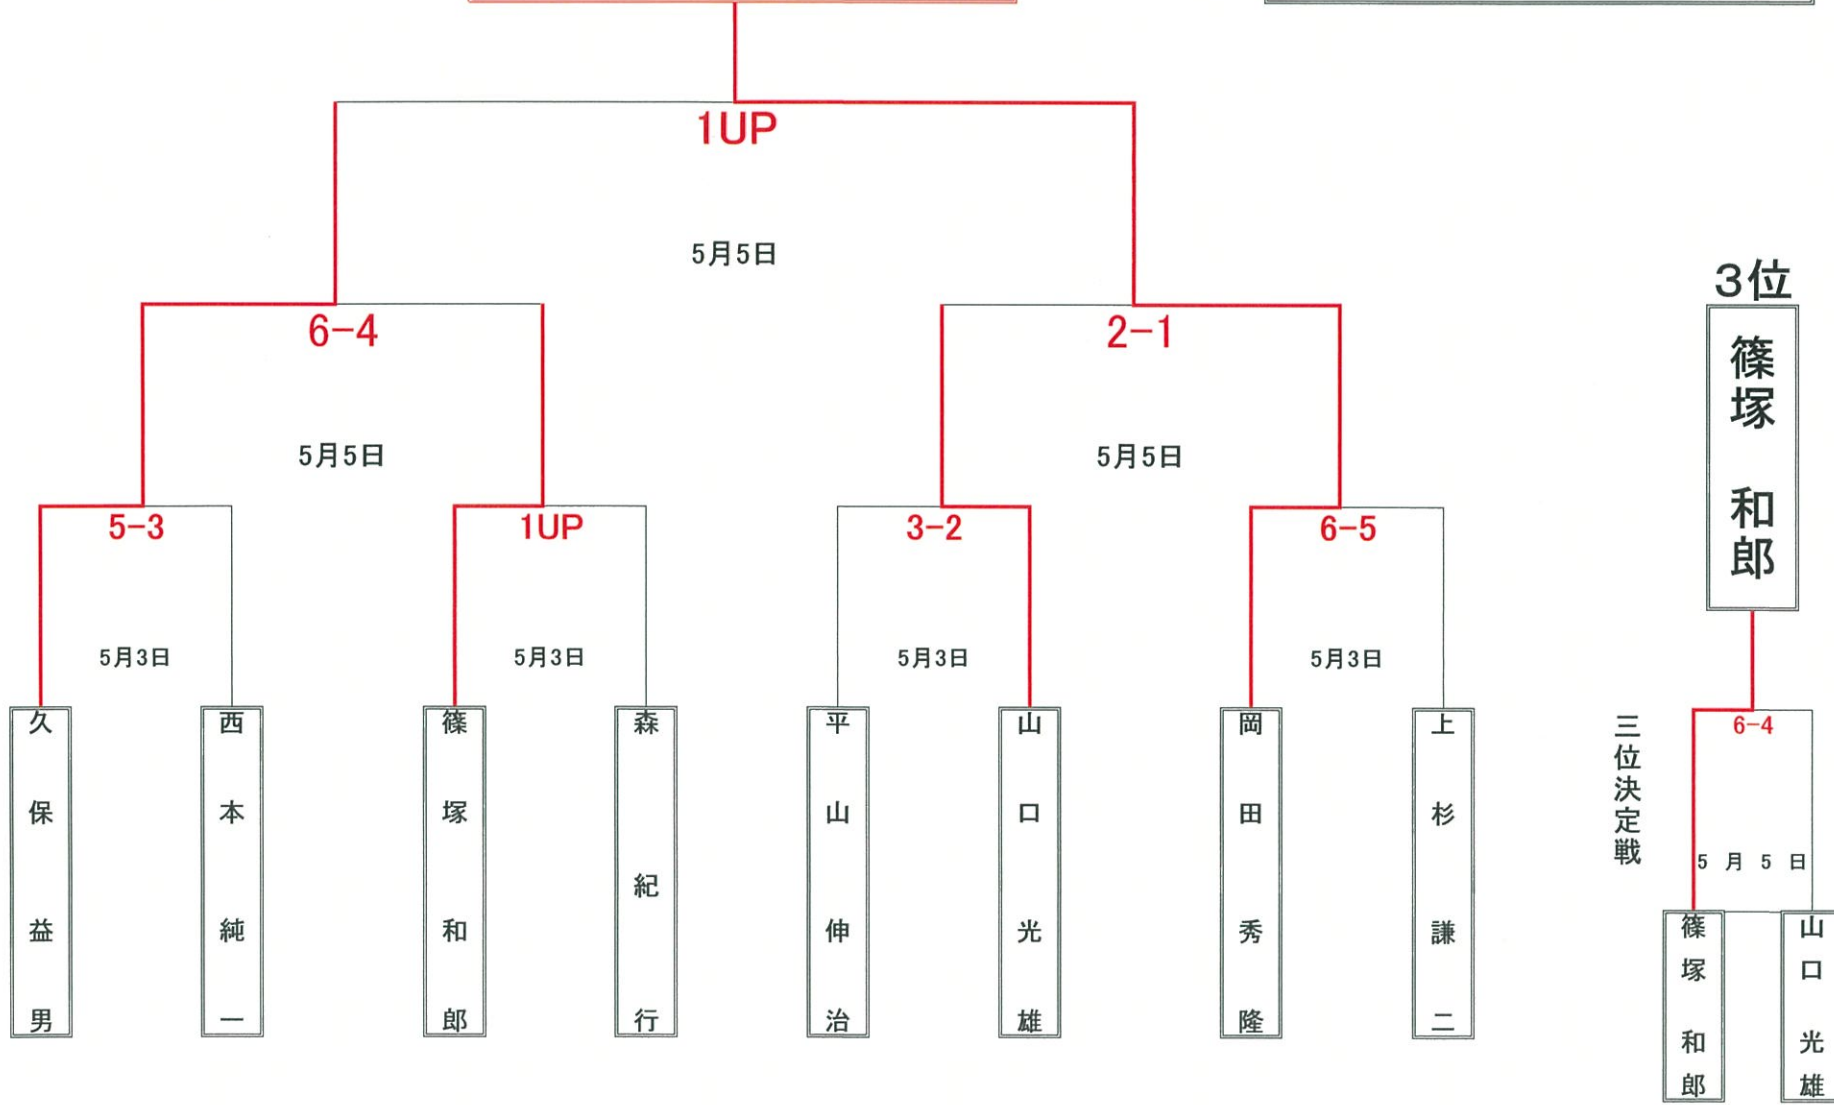 1UP
5月5日
6-4
2-1
5月5日
5月5日
5-3
1UP
3-2
6-5
5月3日
5月3日
5月3日
5月3日
久保益男
西本純一
篠塚和郎
森紀行
平山伸治
山口光雄
岡田秀隆
上杉謙二
3位
篠塚 和郎
三位決定戦
6-4
5月5日
篠塚和郎
山口光雄